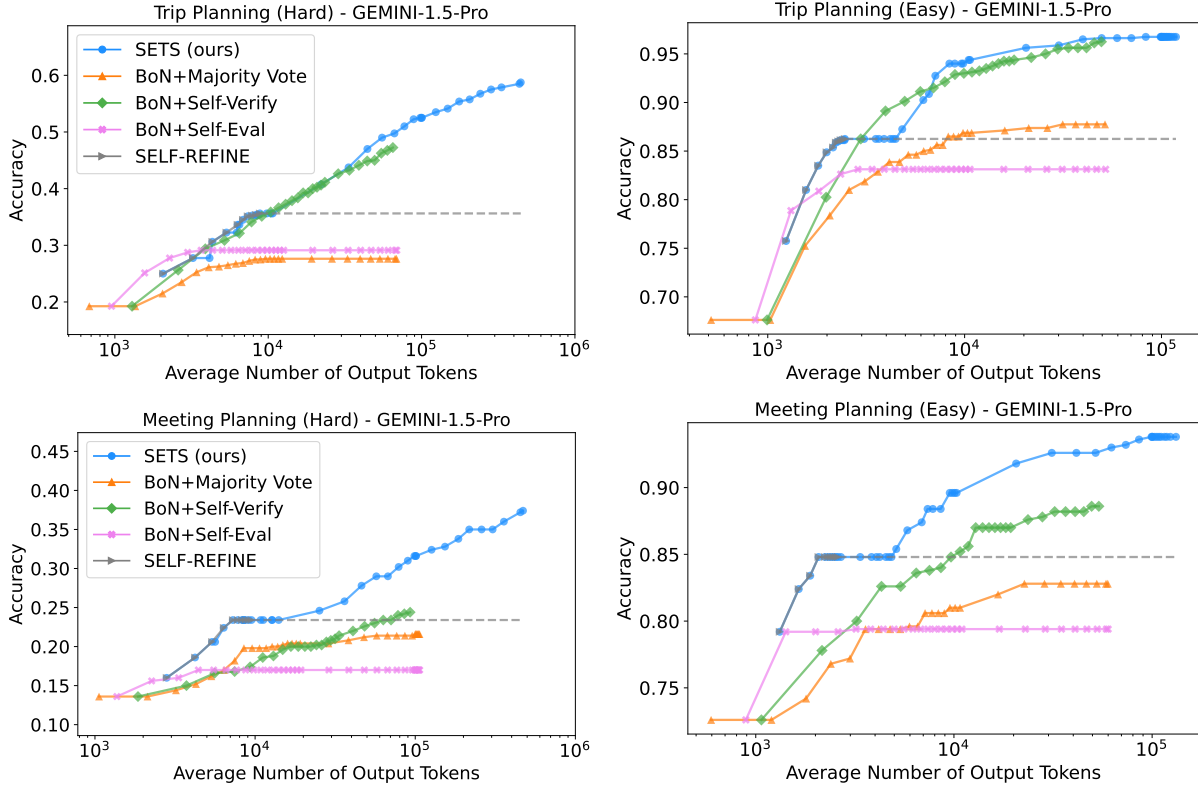 Trip Planning (Hard) - GEMINI-1.5-Pro
Accuracy
0.6
0.5
0.4
0.3
0.2
SETS (ours)
BoN+Majority Vote
BoN+Self-Verify
BoN+Self-Eval
SELF-REFINE
10³ 10⁴ 10⁵ 10⁶
Average Number of Output Tokens
Trip Planning (Easy) - GEMINI-1.5-Pro
Accuracy
0.95
0.90
0.85
0.80
0.75
0.70
10³ 10⁴ 10⁵
Average Number of Output Tokens
Meeting Planning (Hard) - GEMINI-1.5-Pro
Accuracy
0.45
0.40
0.35
0.30
0.25
0.20
0.15
0.10
SETS (ours)
BoN+Majority Vote
BoN+Self-Verify
BoN+Self-Eval
SELF-REFINE
10³ 10⁴ 10⁵ 10⁶
Average Number of Output Tokens
Meeting Planning (Easy) - GEMINI-1.5-Pro
Accuracy
0.90
0.85
0.80
0.75
10³ 10⁴ 10⁵
Average Number of Output Tokens